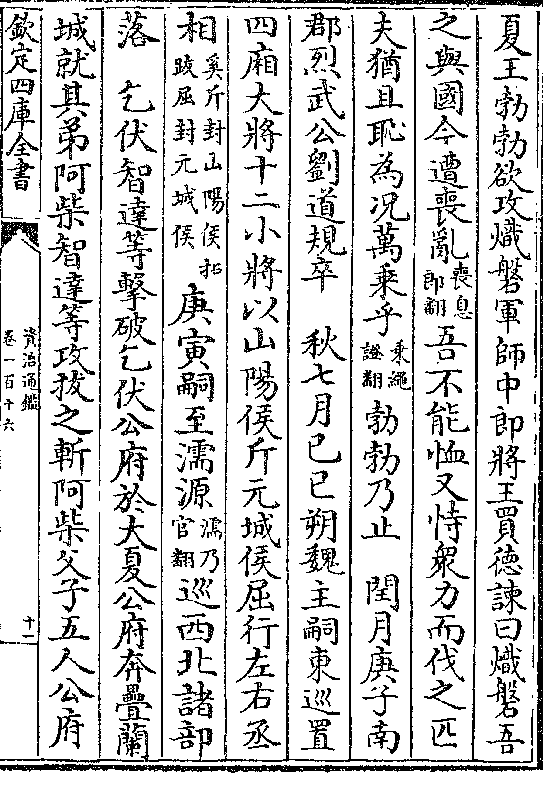 夏王勃勃欲攻熾磐軍師中郎將王買德諫曰熾磐吾
之與國今遭喪亂喪息郎翻吾不能恤又恃衆力而伐之匹
夫猶且恥為况萬乘乎乘繩證翻勃勃乃止　閏月庚子南
郡烈武公劉道規卒　秋七月己巳朔魏主嗣東巡置
四廂大將十二小將以山陽侯斤元城侯屈行左右丞
相奚斤封山陽侯拓跋屈封元城侯庚寅嗣至濡源濡乃官翻巡西北諸部
落　乞伏智達等擊破乞伏公府於大夏公府奔疊蘭
城就其弟阿柴智達等攻拔之斬阿柴父子五人公府
欽定四庫全書
資治通鑑
卷一百十六
十一